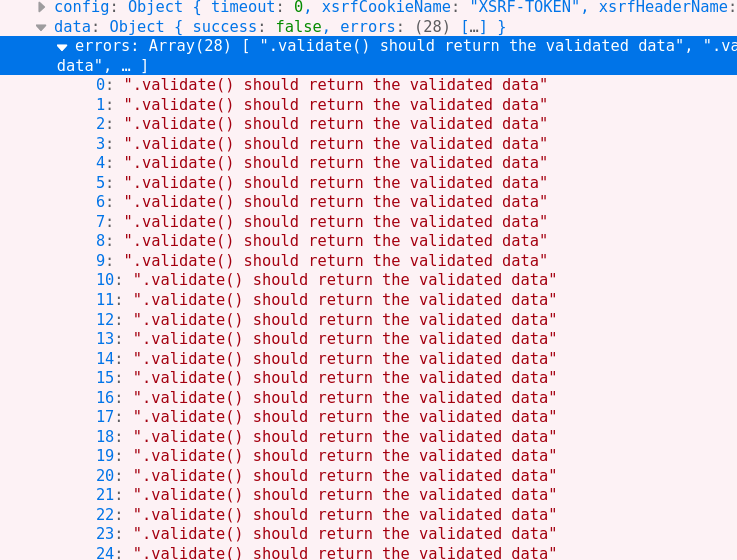 config: Object { timeout: 0, xsrfCookieName: "XSRF-TOKEN", xsrfHeaderName:
data: Object { success: false, errors: (28) […] }
errors: Array(28) [ ".validate() should return the validated data", ".va
data", … ]
0: ".validate() should return the validated data"
1: ".validate() should return the validated data"
2: ".validate() should return the validated data"
3: ".validate() should return the validated data"
4: ".validate() should return the validated data"
5: ".validate() should return the validated data"
6: ".validate() should return the validated data"
7: ".validate() should return the validated data"
8: ".validate() should return the validated data"
9: ".validate() should return the validated data"
10: ".validate() should return the validated data"
11: ".validate() should return the validated data"
12: ".validate() should return the validated data"
13: ".validate() should return the validated data"
14: ".validate() should return the validated data"
15: ".validate() should return the validated data"
16: ".validate() should return the validated data"
17: ".validate() should return the validated data"
18: ".validate() should return the validated data"
19: ".validate() should return the validated data"
20: ".validate() should return the validated data"
21: ".validate() should return the validated data"
22: ".validate() should return the validated data"
23: ".validate() should return the validated data"
24: ".validate() should return the validated data"